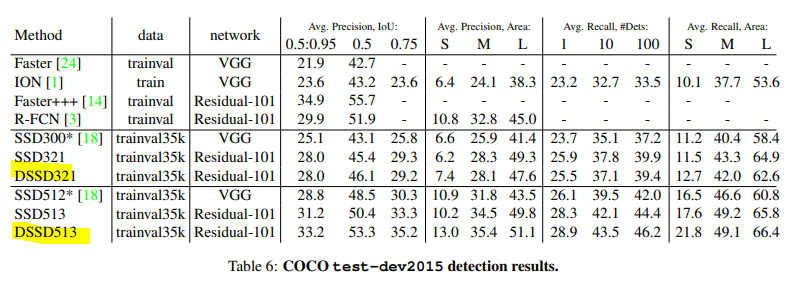 Method data network Avg. Precision, IoU: Avg. Precision, Area: Avg. Recall, #Dets: Avg. Recall, Area:
0.5:0.95 0.5 0.75 S M L 1 10 100 S M L
Faster [24] trainval VGG 21.9 42.7 - - - - - - - - - -
ION [1] train VGG 23.6 43.2 23.6 6.4 24.1 38.3 23.2 32.7 33.5 10.1 37.7 53.6
Faster+++ [14] trainval Residual-101 34.9 55.7 - - - - - - - - - -
R-FCN [3] trainval Residual-101 29.9 51.9 - 10.8 32.8 45.0 - - - - - -
SSD300* [18] trainval35k VGG 25.1 43.1 25.8 6.6 25.9 41.4 23.7 35.1 37.2 11.2 40.4 58.4
SSD321 trainval35k Residual-101 28.0 45.4 29.3 6.2 28.3 49.3 25.9 37.8 39.9 11.5 43.3 64.9
DSSD321 trainval35k Residual-101 28.0 46.1 29.2 7.4 28.1 47.6 25.5 37.1 39.4 12.7 42.0 62.6
SSD512* [18] trainval35k VGG 28.8 48.5 30.3 10.9 31.8 43.5 26.1 39.5 42.0 16.5 46.6 60.8
SSD513 trainval35k Residual-101 31.2 50.4 33.3 10.2 34.5 49.8 28.3 42.1 44.4 17.6 49.2 65.8
DSSD513 trainval35k Residual-101 33.2 53.3 35.2 13.0 35.4 51.1 28.9 43.5 46.2 21.8 49.1 66.4
Table 6: COCO test-dev2015 detection results.